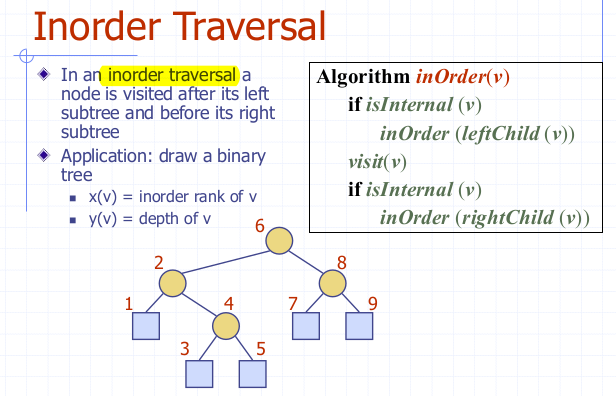 Inorder Traversal
In an inorder traversal a
node is visited after its left
subtree and before its right
subtree
Application: draw a binary
tree
x(v) = inorder rank of v
y(v) = depth of v
Algorithm inOrder(v)
if isInternal (v)
inOrder (leftChild (v))
visit(v)
if isInternal (v)
inOrder (rightChild (v))
6
2
8
1
4
7
9
3
5